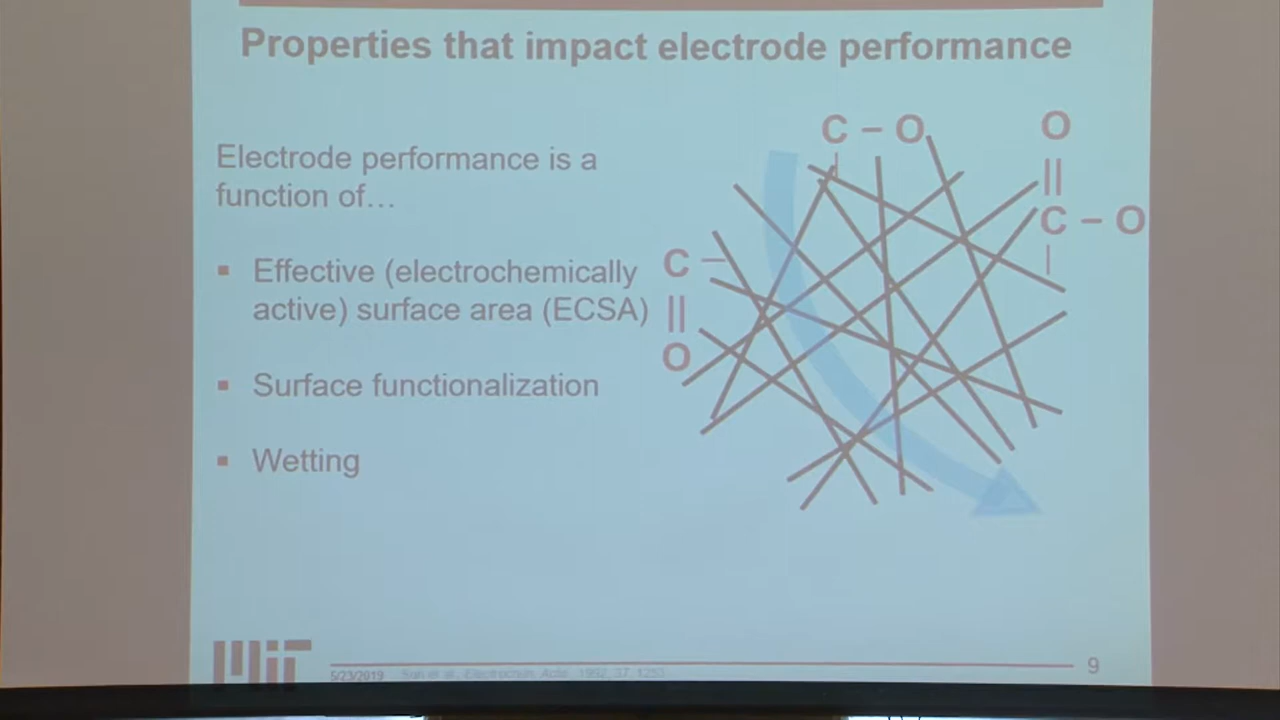 Properties that impact electrode performance
Electrode performance is a
function of…
▪ Effective (electrochemically
active) surface area (ECSA)
▪ Surface functionalization
▪ Wetting
C – O
|
O
||
C – O
|
C –
||
O
MIT
5/23/2019
9